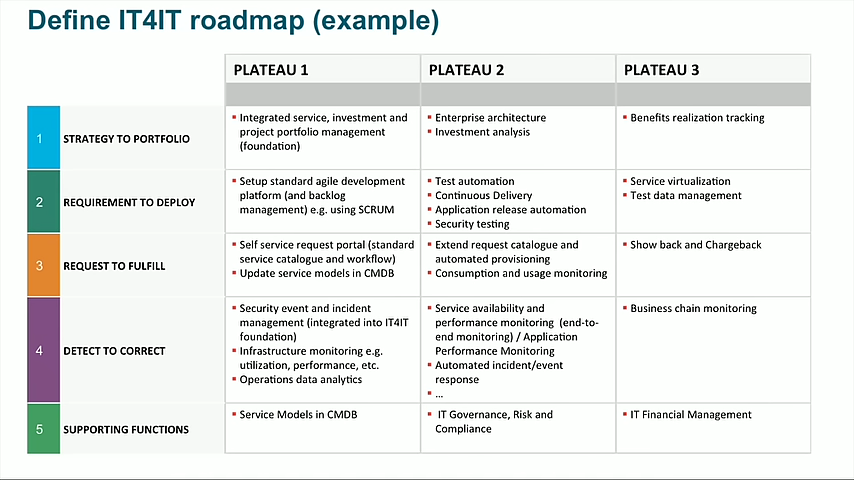 Define IT4IT roadmap (example)
PLATEAU 1
PLATEAU 2
PLATEAU 3
1
STRATEGY TO PORTFOLIO
▪ Integrated service, investment and
project portfolio management
(foundation)
▪ Enterprise architecture
▪ Investment analysis
▪ Benefits realization tracking
2
REQUIREMENT TO DEPLOY
▪ Setup standard agile development
platform (and backlog
management) e.g. using SCRUM
▪ Test automation
▪ Continuous Delivery
▪ Application release automation
▪ Security testing
▪ Service virtualization
▪ Test data management
3
REQUEST TO FULFILL
▪ Self service request portal (standard
service catalogue and workflow)
▪ Update service models in CMDB
▪ Extend request catalogue and
automated provisioning
▪ Consumption and usage monitoring
▪ Show back and Chargeback
4
DETECT TO CORRECT
▪ Security event and incident
management (integrated into IT4IT
foundation)
▪ Infrastructure monitoring e.g.
utilization, performance, etc.
▪ Operations data analytics
▪ Service availability and
performance monitoring (end-to-
end monitoring) / Application
Performance Monitoring
▪ Automated incident/event
response
▪ …
▪ Business chain monitoring
5
SUPPORTING FUNCTIONS
▪ Service Models in CMDB
▪ IT Governance, Risk and
Compliance
▪ IT Financial Management